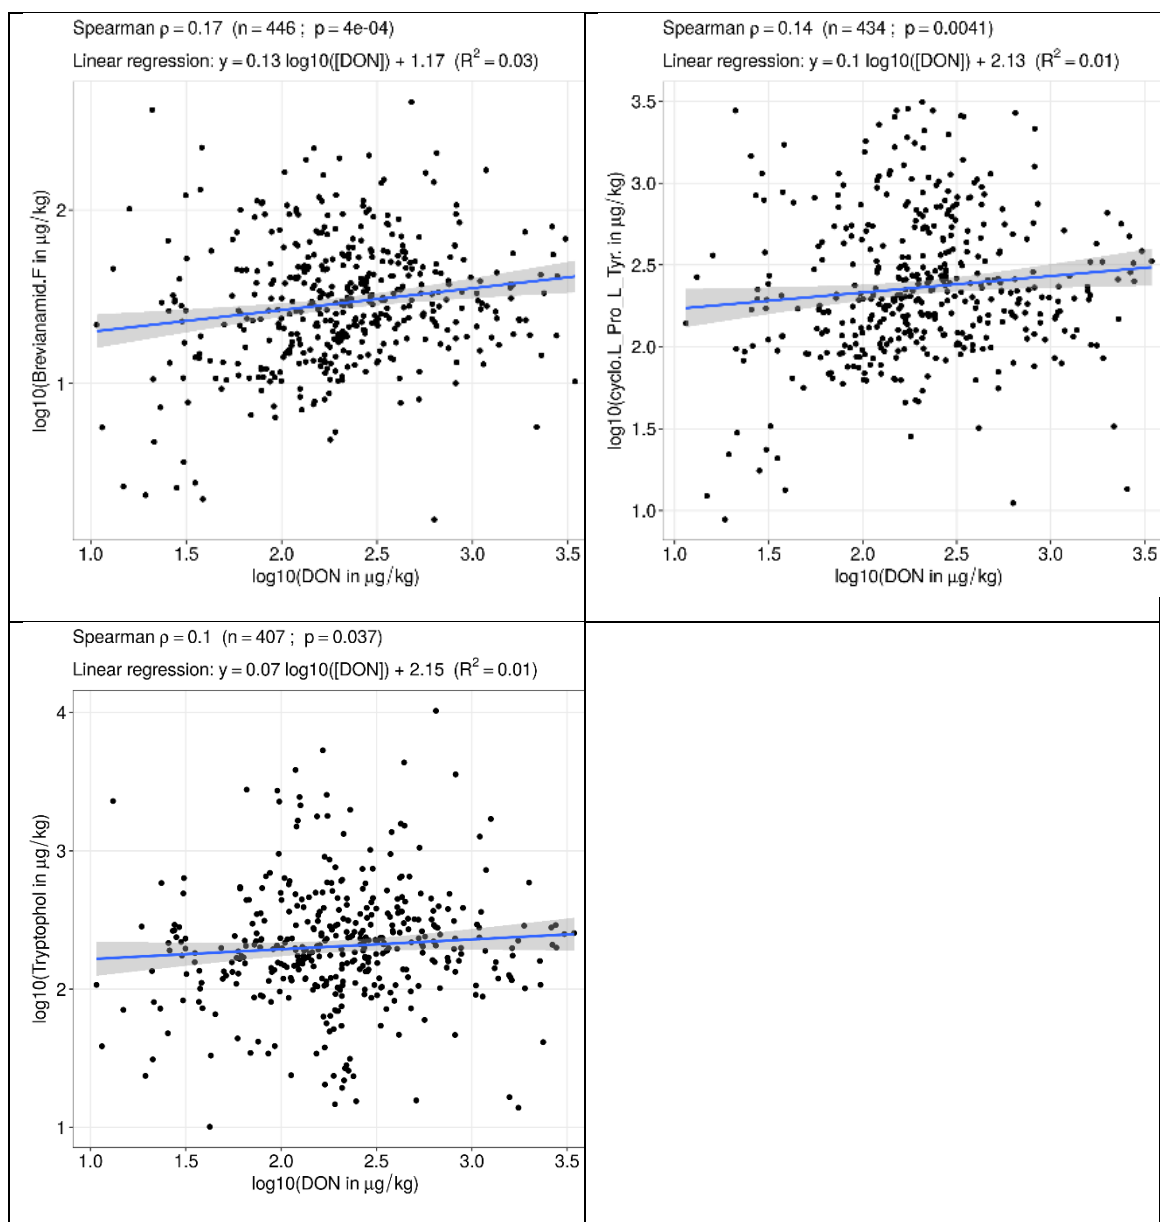 Spearman ρ = 0.17 (n = 446 ; p = 4e-04)
Linear regression: y = 0.13 log10([DON]) + 1.17 (R² = 0.03)
log10(Brevianamid.F in μg/kg)
2
1
1.0 1.5 2.0 2.5 3.0 3.5
log10(DON in μg/kg)
Spearman ρ = 0.14 (n = 434 ; p = 0.0041)
Linear regression: y = 0.1 log10([DON]) + 2.13 (R² = 0.01)
log10(cyclo.L_Pro_L_Tyr. in μg/kg)
3.5
3.0
2.5
2.0
1.5
1.0
1.0 1.5 2.0 2.5 3.0 3.5
log10(DON in μg/kg)
Spearman ρ = 0.1 (n = 407 ; p = 0.037)
Linear regression: y = 0.07 log10([DON]) + 2.15 (R² = 0.01)
log10(Tryptophol in μg/kg)
4
3
2
1
1.0 1.5 2.0 2.5 3.0 3.5
log10(DON in μg/kg)